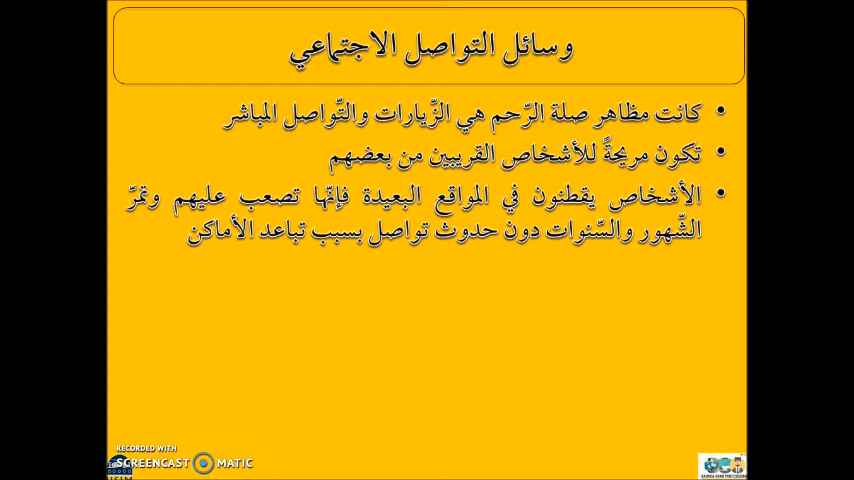 وسائل التواصل الاجتماعي
• كانت مظاهر صلة الرّحم هي الزّيارات والتّواصل المباشر
• تكون مريحةً للأشخاص القريبين من بعضهم
• الأشخاص يقطنون في المواقع البعيدة فإنّها تصعب عليهم وتمرّ
الشّهور والسّنوات دون حدوث تواصل بسبب تباعد الأماكن
RECORDED WITH
SCREENCAST MATIC